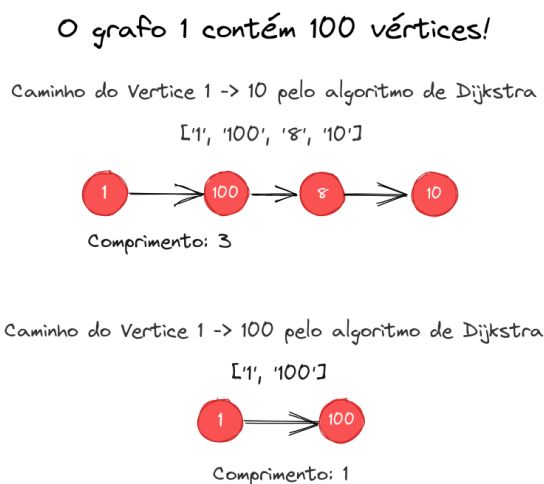 O grafo 1 contém 100 vértices!
Caminho do Vertice 1 -> 10 pelo algoritmo de Dijkstra
['1', '100', '8', '10']
1 100 8 10
Comprimento: 3
Caminho do Vertice 1 -> 100 pelo algoritmo de Dijkstra
['1', '100']
1 100
Comprimento: 1